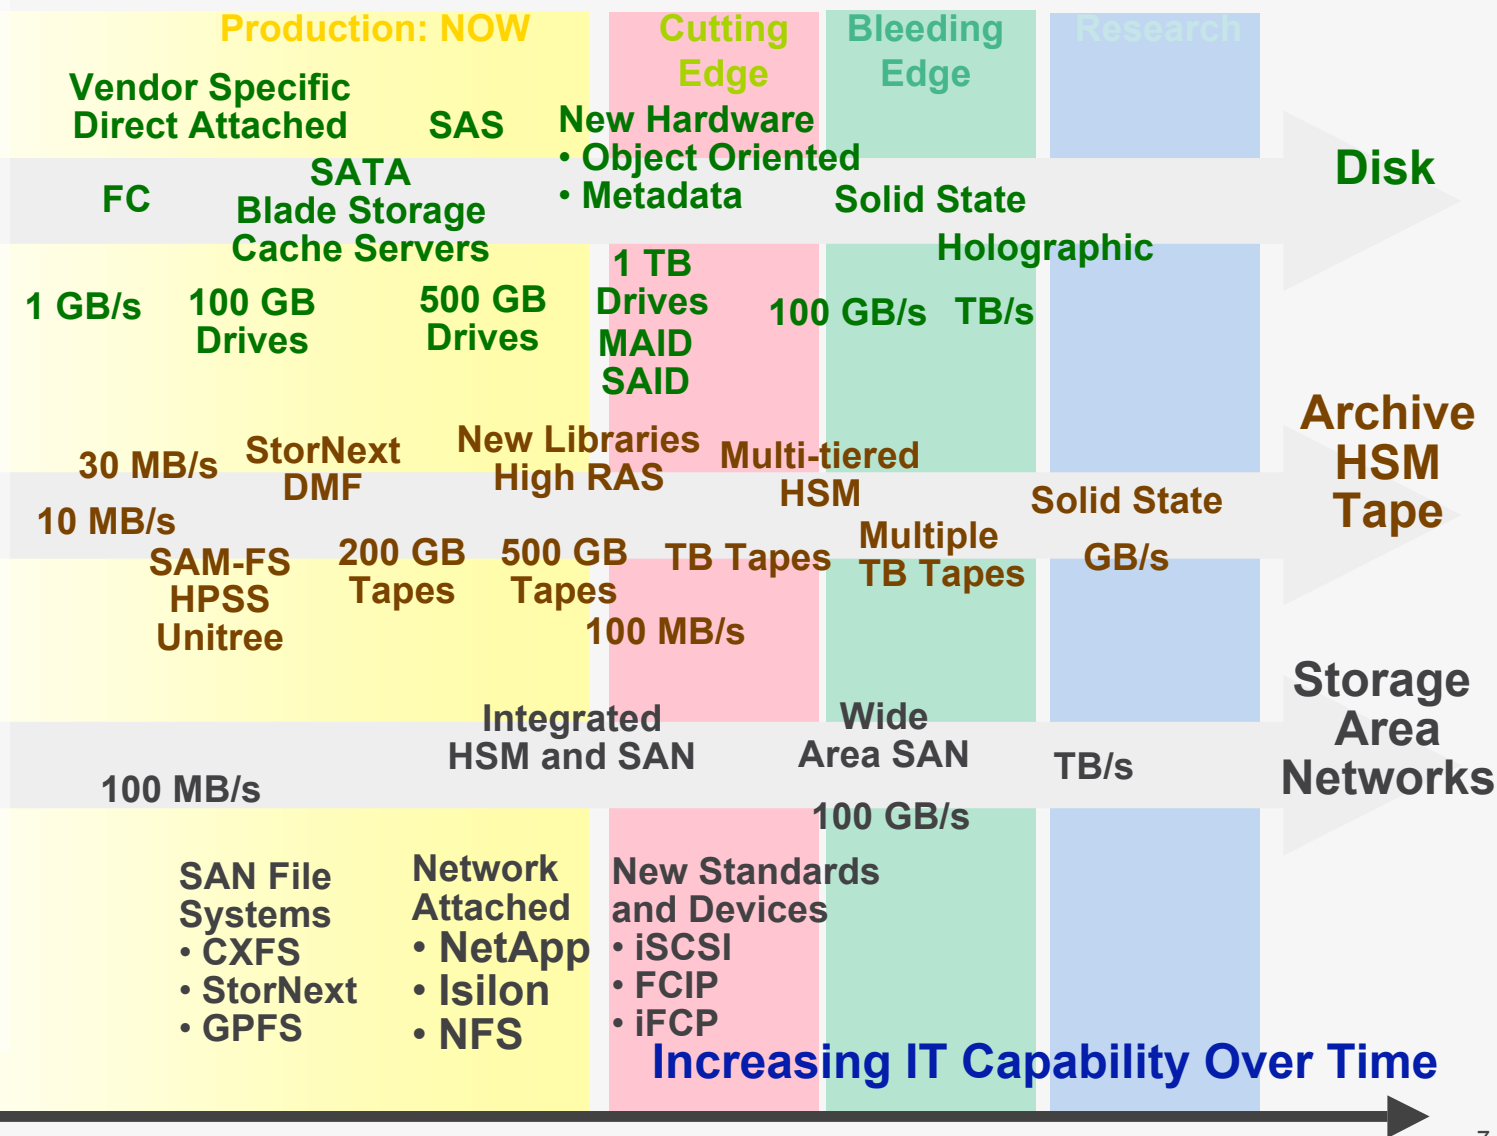 Production: NOW
Cutting
Edge
Bleeding
Edge
Research
Vendor Specific
Direct Attached
SAS
New Hardware
• Object Oriented
• Metadata
FC
SATA
Blade Storage
Cache Servers
Solid State
Holographic
Disk
1 GB/s
100 GB
Drives
500 GB
Drives
1 TB
Drives
MAID
SAID
100 GB/s
TB/s
30 MB/s
StorNext
DMF
New Libraries
High RAS
Multi-tiered
HSM
Solid State
Archive
HSM
Tape
10 MB/s
SAM-FS
HPSS
Unitree
200 GB
Tapes
500 GB
Tapes
TB Tapes
Multiple
TB Tapes
GB/s
100 MB/s
Integrated
HSM and SAN
Wide
Area SAN
TB/s
Storage
Area
Networks
100 MB/s
100 GB/s
SAN File
Systems
• CXFS
• StorNext
• GPFS
Network
Attached
• NetApp
• Isilon
• NFS
New Standards
and Devices
• iSCSI
• FCIP
• iFCP
Increasing IT Capability Over Time